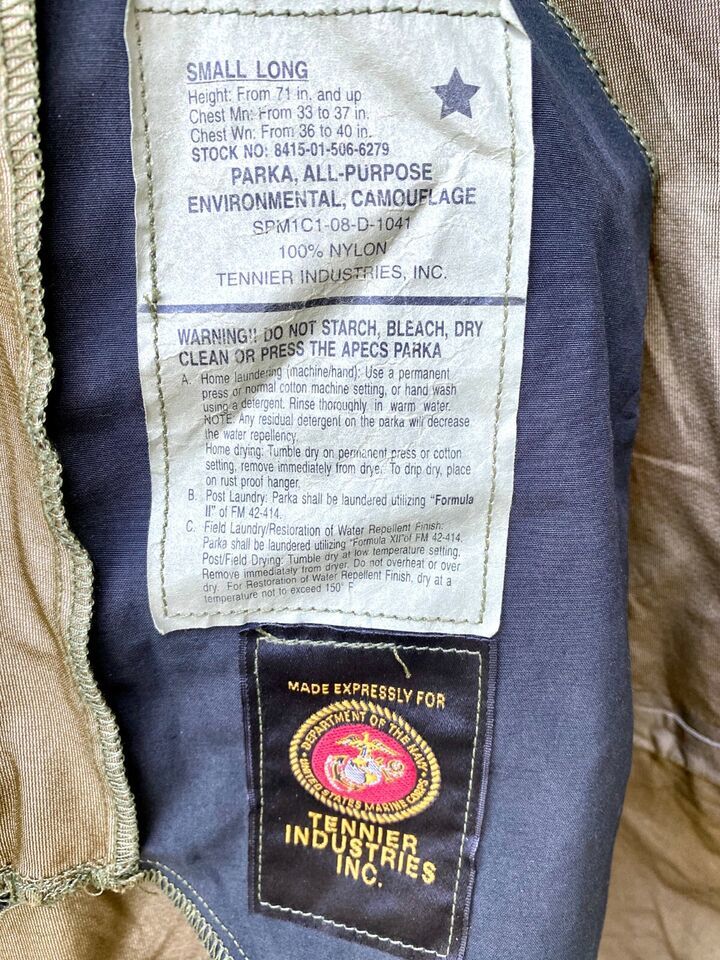 SMALL LONG
Height: From 71 in. and up
Chest Mn: From 33 to 37 in.
Chest Wn: From 36 to 40 in.
STOCK NO: 8415-01-506-6279
PARKA, ALL-PURPOSE
ENVIRONMENTAL, CAMOUFLAGE
SPM1C1-08-D-1041
100% NYLON
TENNIER INDUSTRIES, INC.
WARNING!! DO NOT STARCH, BLEACH, DRY
CLEAN OR PRESS THE APECS PARKA
A. Home laundering (machine/hand): Use a permanent
press or normal cotton machine setting, or hand wash
using a detergent. Rinse thoroughly in warm water.
NOTE: Any residual detergent on the parka will decrease
the water repellency.
Home drying: Tumble dry on permanent press or cotton
setting, remove immediately from dryer. To drip dry, place
on rust proof hanger.
B. Post Laundry: Parka shall be laundered utilizing "Formula
II" of FM 42-414.
C. Field Laundry/Restoration of Water Repellent Finish:
Parka shall be laundered utilizing "Formula XII"of FM 42-414.
Post/Field Drying: Tumble dry at low temperature setting.
Remove immediately from dryer. Do not overheat or over
dry. For Restoration of Water Repellent Finish, dry at a
temperature not to exceed 150° F
MADE EXPRESSLY FOR
DEPARTMENT OF THE NAVY
UNITED STATES MARINE CORPS
TENNIER
INDUSTRIES
INC.